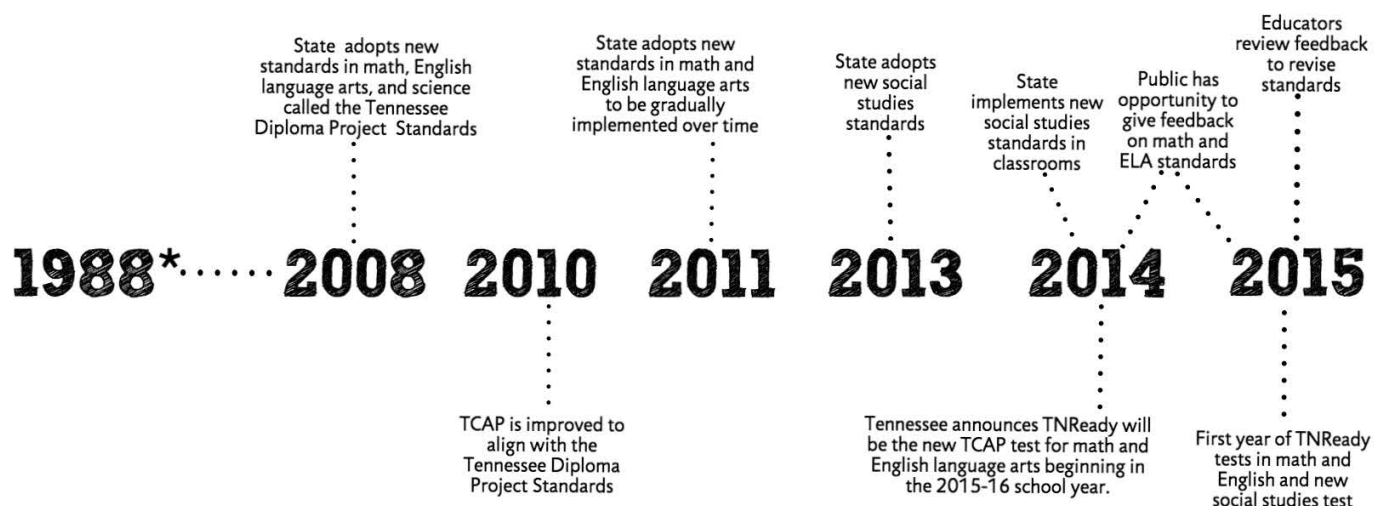 State adopts new
standards in math, English
language arts, and science
called the Tennessee
Diploma Project Standards
State adopts new
standards in math and
English language arts
to be gradually
implemented over time
State adopts
new social
studies
standards
State
implements new
social studies
standards in
classrooms
Public has
opportunity to
give feedback
on math and
ELA standards
Educators
review feedback
to revise
standards
1988* 2008 2010 2011 2013 2014 2015
TCAP is improved to
align with the
Tennessee Diploma
Project Standards
Tennessee announces TNReady will
be the new TCAP test for math and
English language arts beginning in
the 2015-16 school year.
First year of TNReady
tests in math and
English and new
social studies test